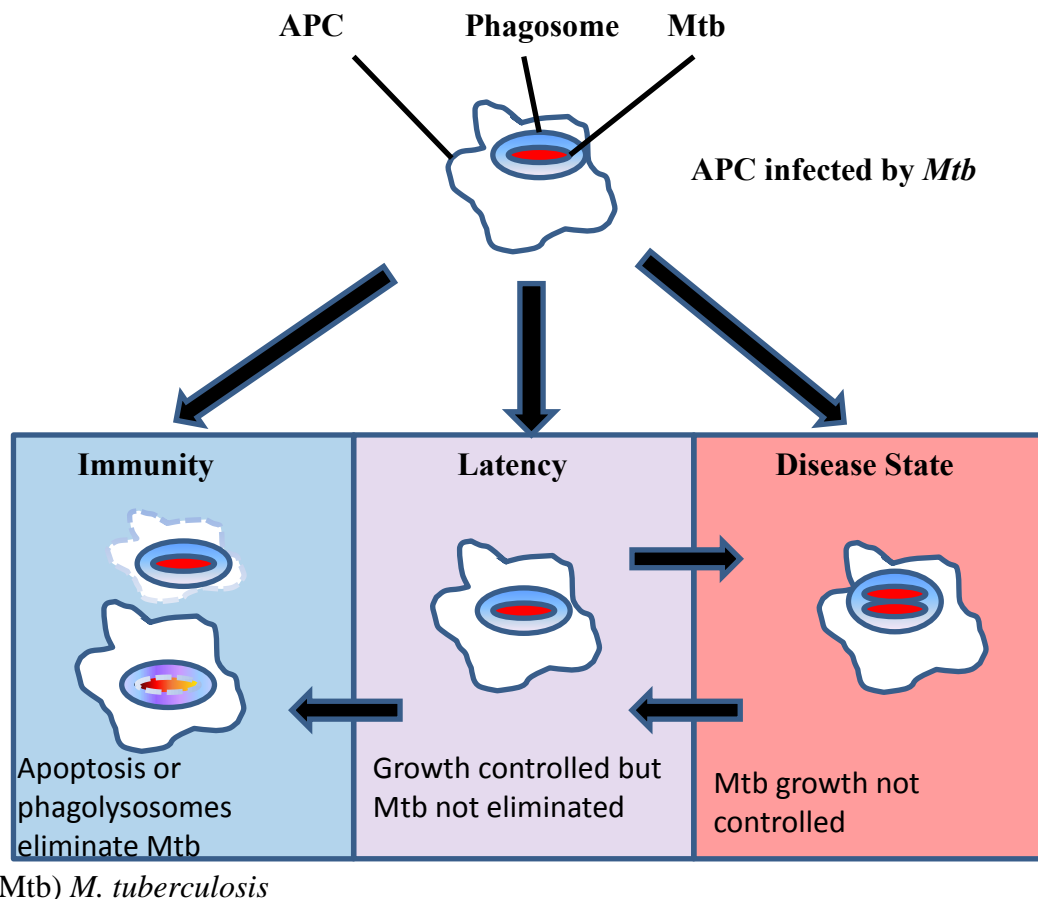 APC Phagosome Mtb
APC infected by Mtb
Immunity
Latency
Disease State
Apoptosis or
phagolysosomes
eliminate Mtb
Growth controlled but
Mtb not eliminated
Mtb growth not
controlled
Mtb) M. tuberculosis